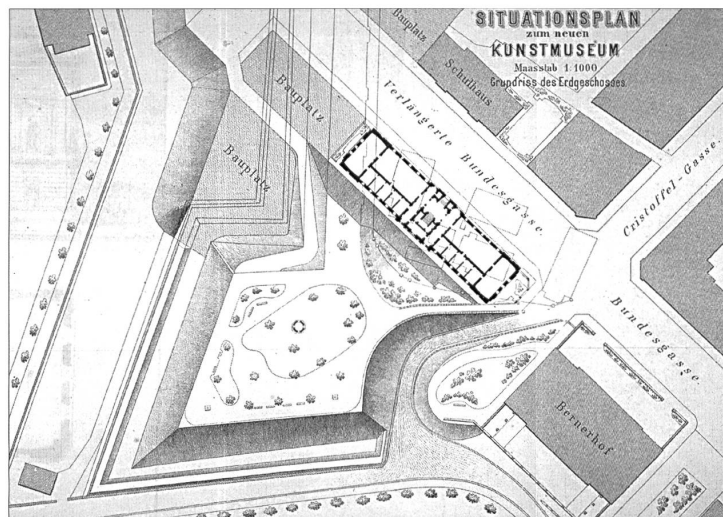 SITUATIONSPLAN
zum neuen
KUNSTMUSEUM
Maasstab 1:1000
Grundriss des Erdgeschosses.
Bauplatz
Schulhaus
Bauplatz
Verlängerte Bundesgasse.
Bauplatz
Cristoffel-Gasse.
Bundesgasse.
Bernerhof